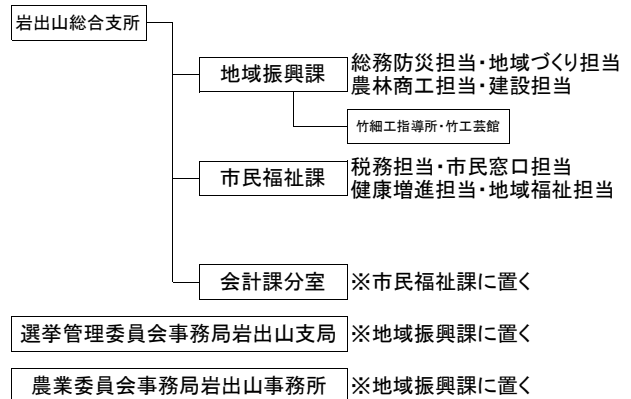 岩出山総合支所
地域振興課
総務防災担当・地域づくり担当
農林商工担当・建設担当
竹細工指導所・竹工芸館
市民福祉課
税務担当・市民窓口担当
健康増進担当・地域福祉担当
会計課分室
※市民福祉課に置く
選挙管理委員会事務局岩出山支局
※地域振興課に置く
農業委員会事務局岩出山事務所
※地域振興課に置く